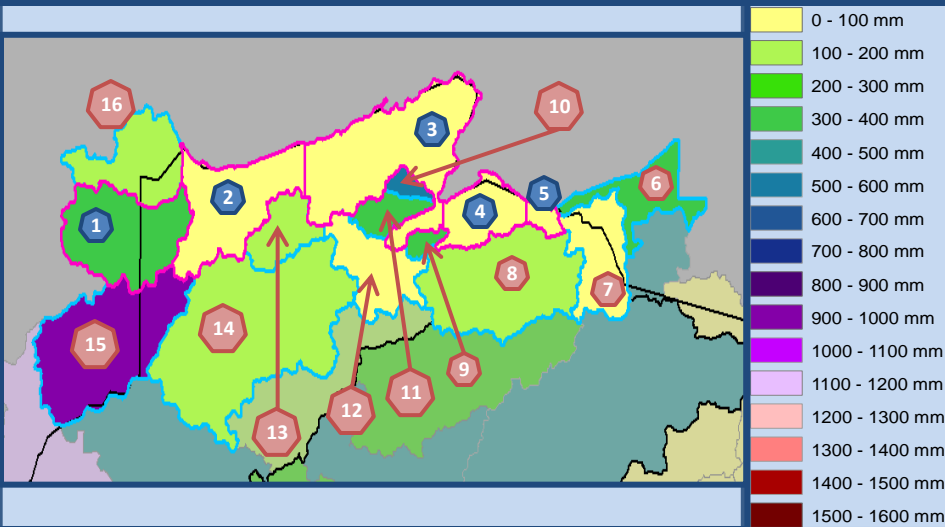 0 - 100 mm
100 - 200 mm
200 - 300 mm
300 - 400 mm
400 - 500 mm
500 - 600 mm
600 - 700 mm
700 - 800 mm
800 - 900 mm
900 - 1000 mm
1000 - 1100 mm
1100 - 1200 mm
1200 - 1300 mm
1300 - 1400 mm
1400 - 1500 mm
1500 - 1600 mm
16
10
3
5
6
2
4
1
8
7
14
15
9
11
12
13